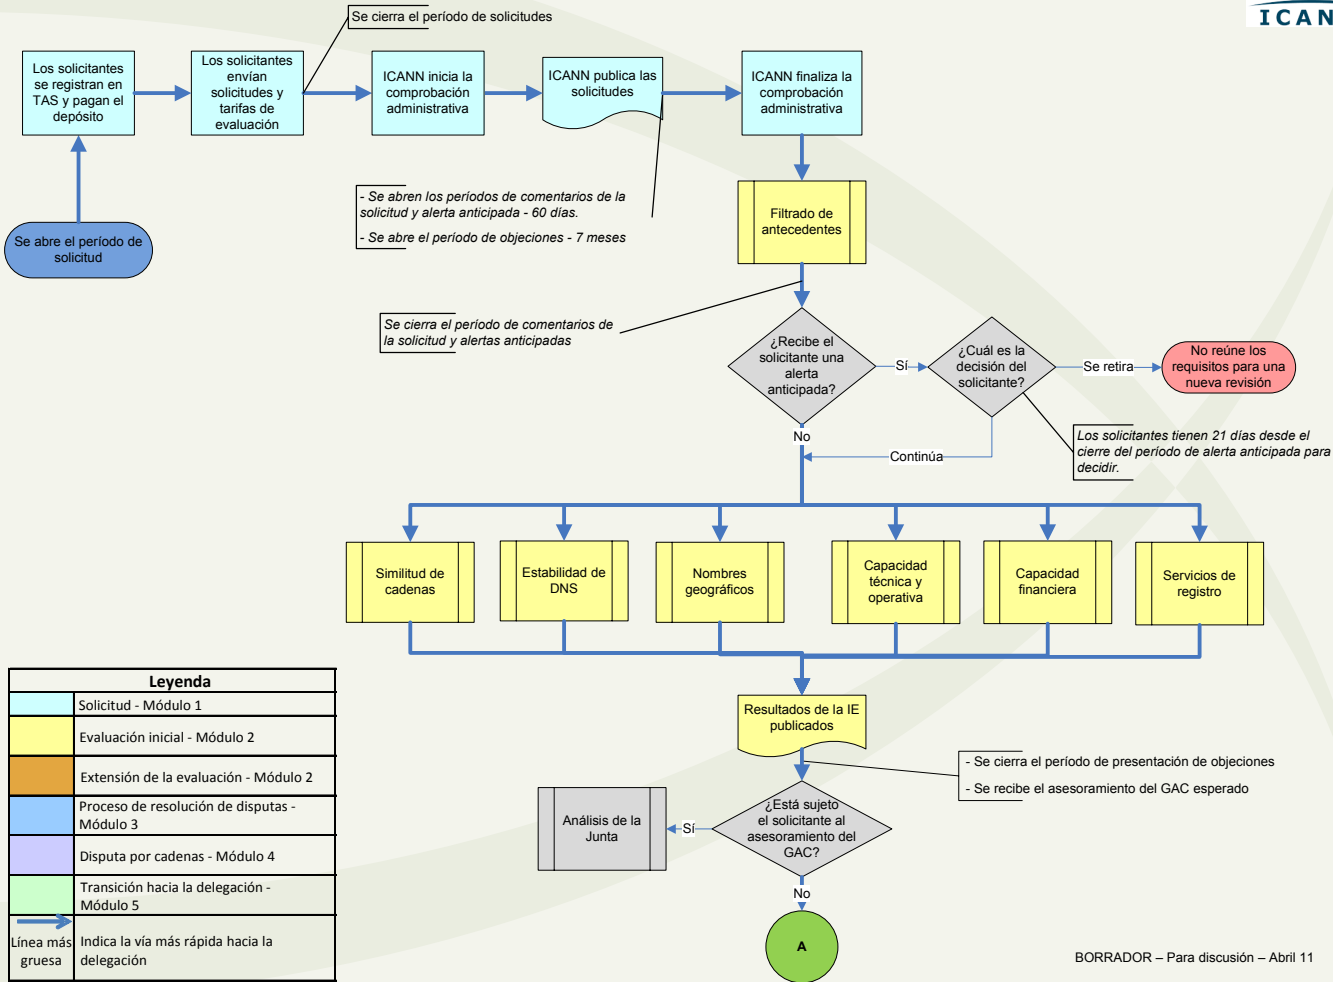 ICAN
Se cierra el período de solicitudes
Los solicitantes
se registran en
TAS y pagan el
depósito
Los solicitantes
envían
solicitudes y
tarifas de
evaluación
ICANN inicia la
comprobación
administrativa
ICANN publica las
solicitudes
ICANN finaliza la
comprobación
administrativa
- Se abren los períodos de comentarios de la
solicitud y alerta anticipada - 60 días.
- Se abre el período de objeciones - 7 meses
Filtrado de
antecedentes
Se abre el período de
solicitud
Se cierra el período de comentarios de
la solicitud y alertas anticipadas
¿Recibe el
solicitante una
alerta
anticipada?
Sí
¿Cuál es la
decisión del
solicitante?
Se retira
No reúne los
requisitos para una
nueva revisión
No
Continúa
Los solicitantes tienen 21 días desde el
cierre del período de alerta anticipada para
decidir.
Similitud de
cadenas
Estabilidad de
DNS
Nombres
geográficos
Capacidad
técnica y
operativa
Capacidad
financiera
Servicios de
registro
Resultados de la IE
publicados
- Se cierra el período de presentación de objeciones
- Se recibe el asesoramiento del GAC esperado
¿Está sujeto
el solicitante al
asesoramiento del
GAC?
Sí
Análisis de la
Junta
No
A
Leyenda
Solicitud - Módulo 1
Evaluación inicial - Módulo 2
Extensión de la evaluación - Módulo 2
Proceso de resolución de disputas -
Módulo 3
Disputa por cadenas - Módulo 4
Transición hacia la delegación -
Módulo 5
Línea más
gruesa
Indica la vía más rápida hacia la
delegación
BORRADOR – Para discusión – Abril 11